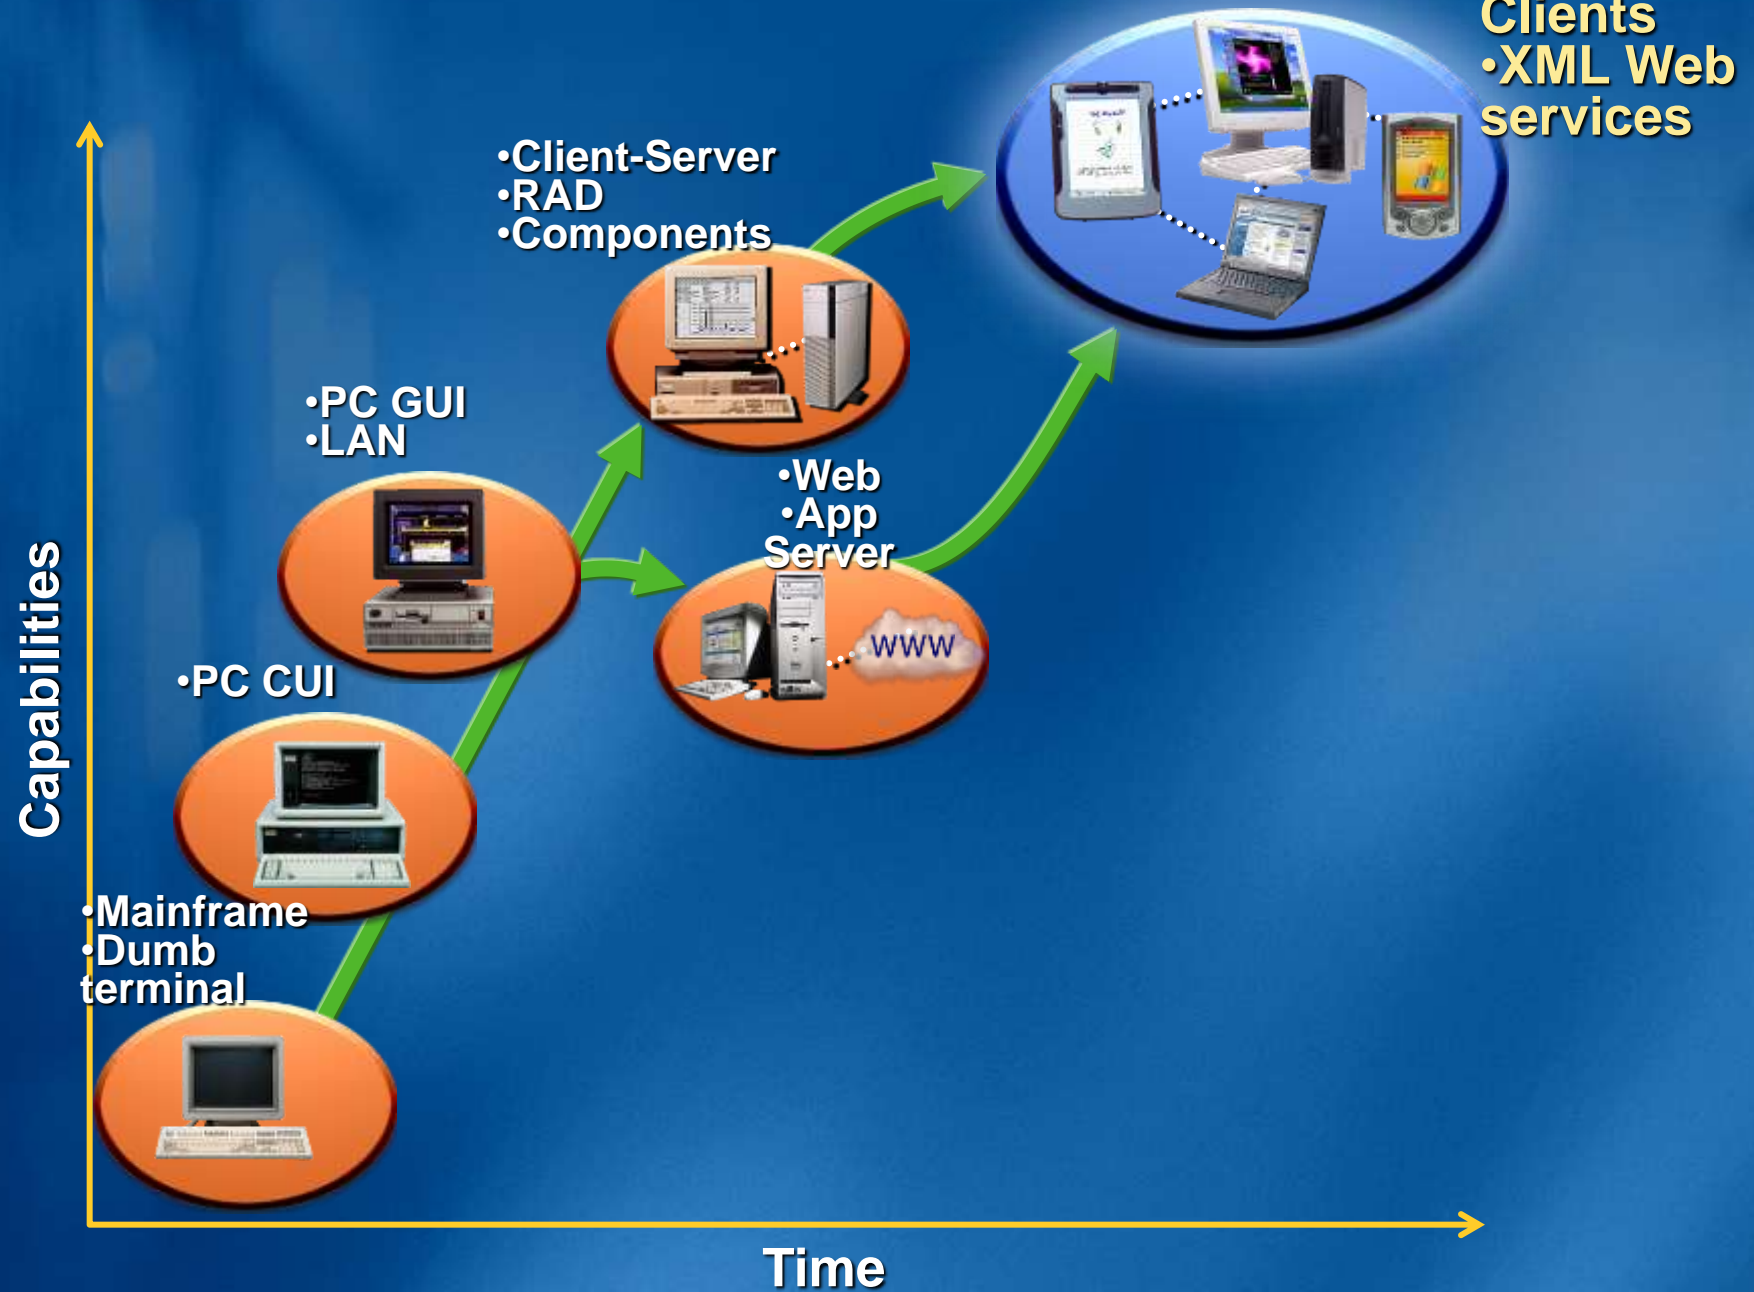 Clients
•XML Web
services
•Client-Server
•RAD
•Components
•PC GUI
•LAN
•Web
•App
Server
WWW
•PC CUI
•Mainframe
•Dumb
terminal
Capabilities
Time